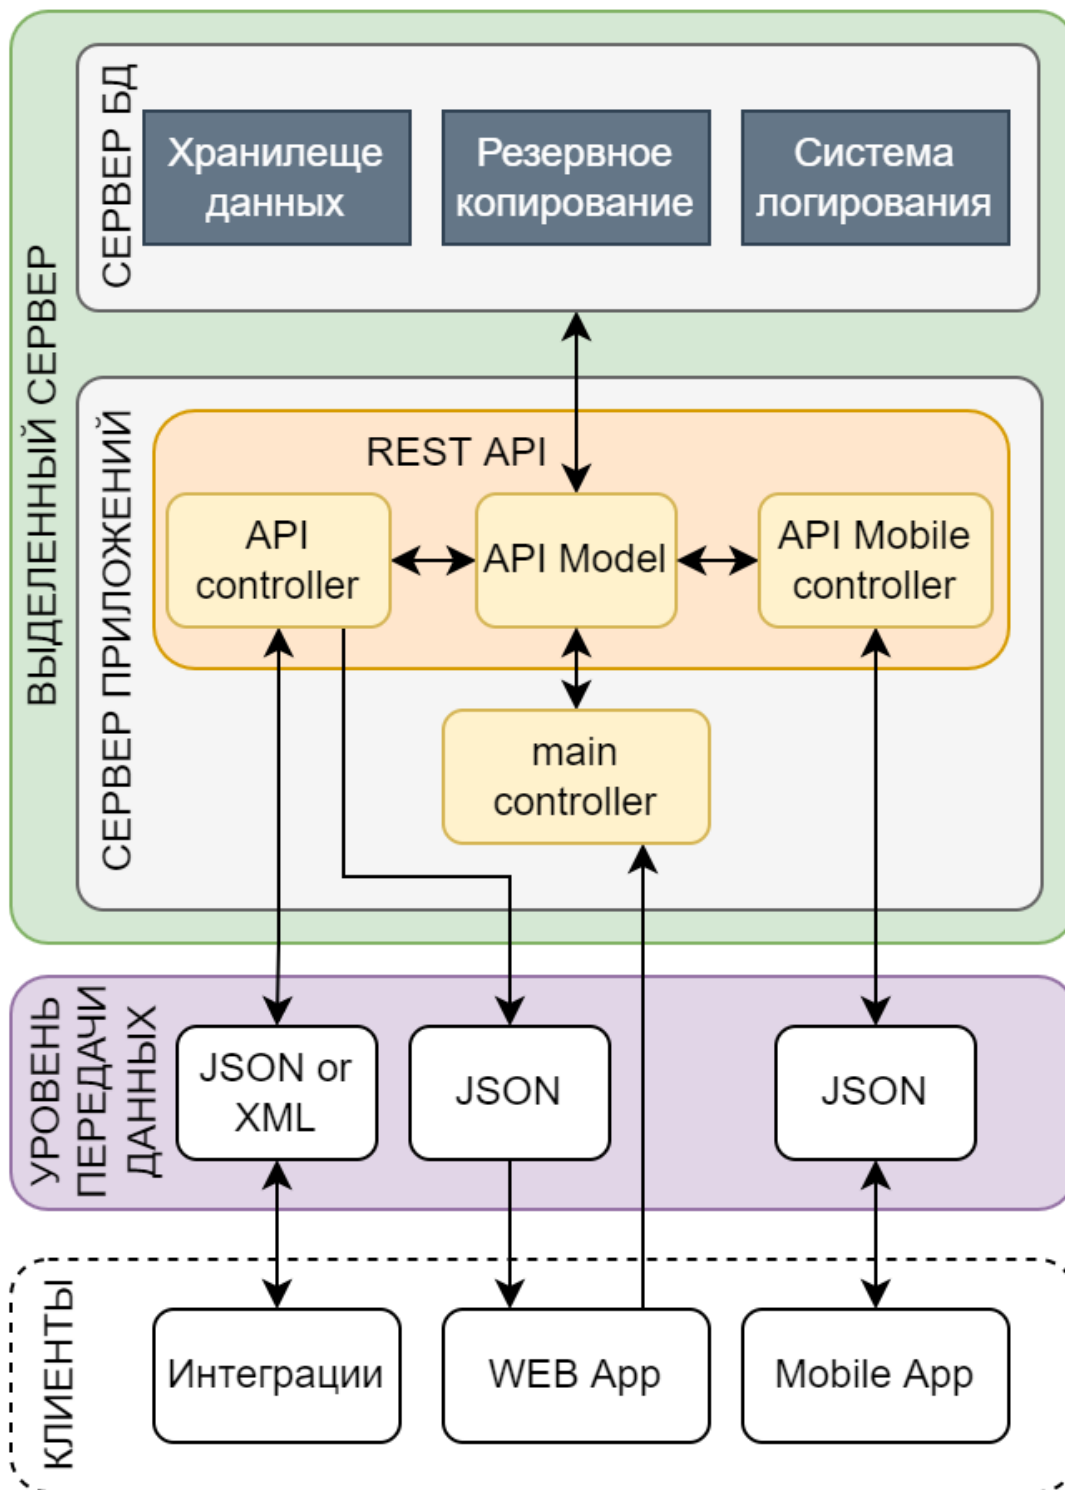 ВЫДЕЛЕННЫЙ СЕРВЕР
СЕРВЕР БД
Хранилеще
данных
Резервное
копирование
Система
логирования
СЕРВЕР ПРИЛОЖЕНИЙ
REST API
API
controller
API Model
API Mobile
controller
main
controller
УРОВЕНЬ
ПЕРЕДАЧИ
ДАННЫХ
JSON or
XML
JSON
JSON
КЛИЕНТЫ
Интеграции
WEB App
Mobile App